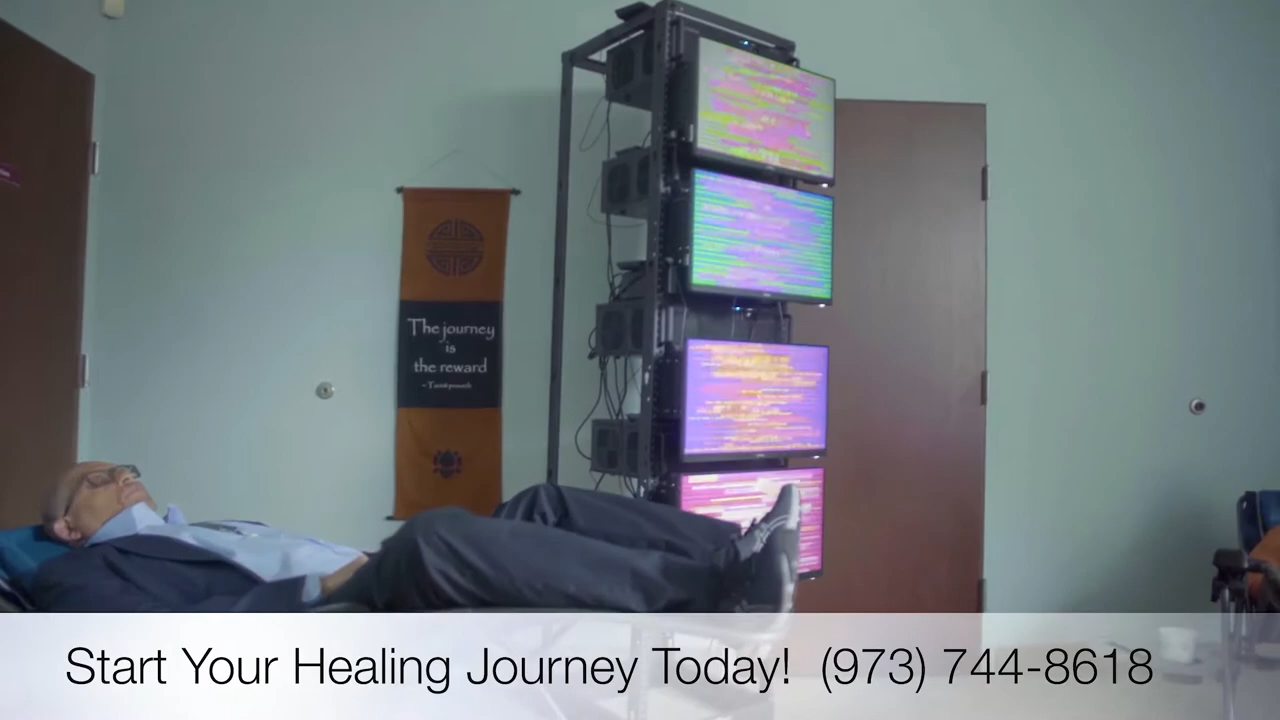 The journey
is
the reward
Start Your Healing Journey Today! (973) 744-8618